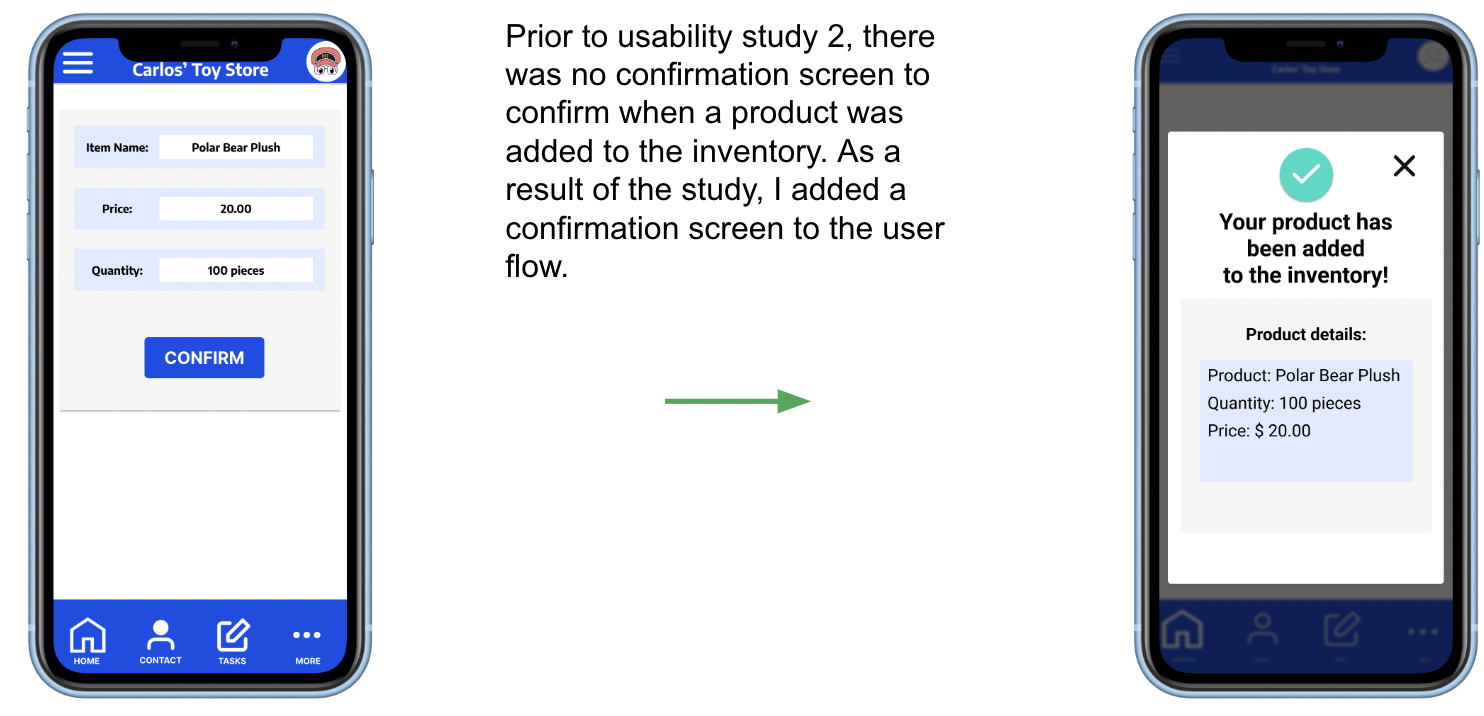 Carlos’ Toy Store
Item Name: Polar Bear Plush
Price: 20.00
Quantity: 100 pieces
CONFIRM
HOME CONTACT TASKS MORE
Prior to usability study 2, there
was no confirmation screen to
confirm when a product was
added to the inventory. As a
result of the study, I added a
confirmation screen to the user
flow.
Carlos’ Toy Store
Your product has
been added
to the inventory!
Product details:
Product: Polar Bear Plush
Quantity: 100 pieces
Price: $ 20.00